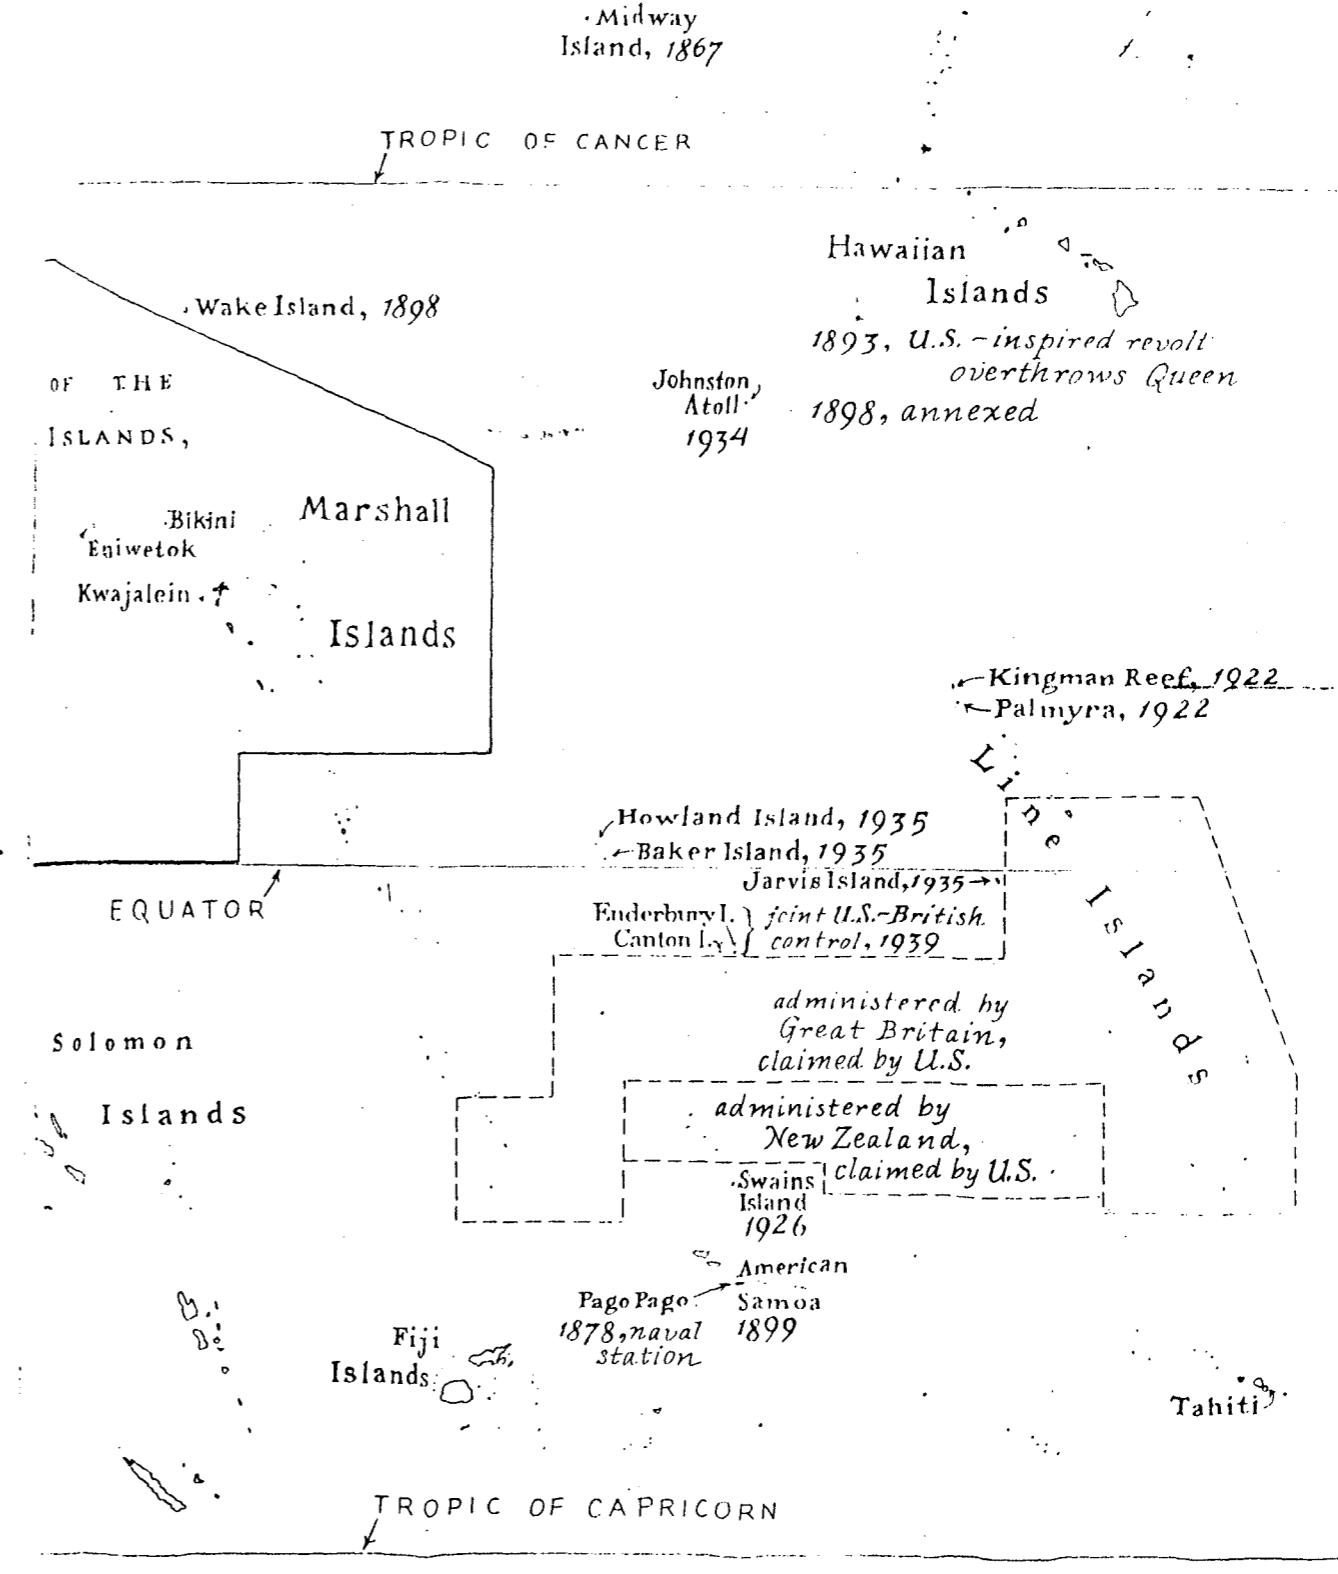 Midway
Island, 1867
TROPIC OF CANCER
Hawaiian
Islands
1893, U.S.-inspired revolt
overthrows Queen
1898, annexed
Wake Island, 1898
OF THE
ISLANDS,
Johnston
Atoll
1934
Bikini
Eniwetok
Kwajalein
Marshall
Islands
Kingman Reef, 1922
Palmyra, 1922
Line Islands
Howland Island, 1935
Baker Island, 1935
Jarvis Island, 1935
EQUATOR
Enderbury I.
Canton I.
joint U.S.-British
control, 1939
administered by
Great Britain,
claimed by U.S.
Solomon
Islands
administered by
New Zealand,
claimed by U.S.
Swains
Island
1926
American
Samoa
1899
Pago Pago
1878, naval
station
Fiji
Islands
Tahiti
TROPIC OF CAPRICORN